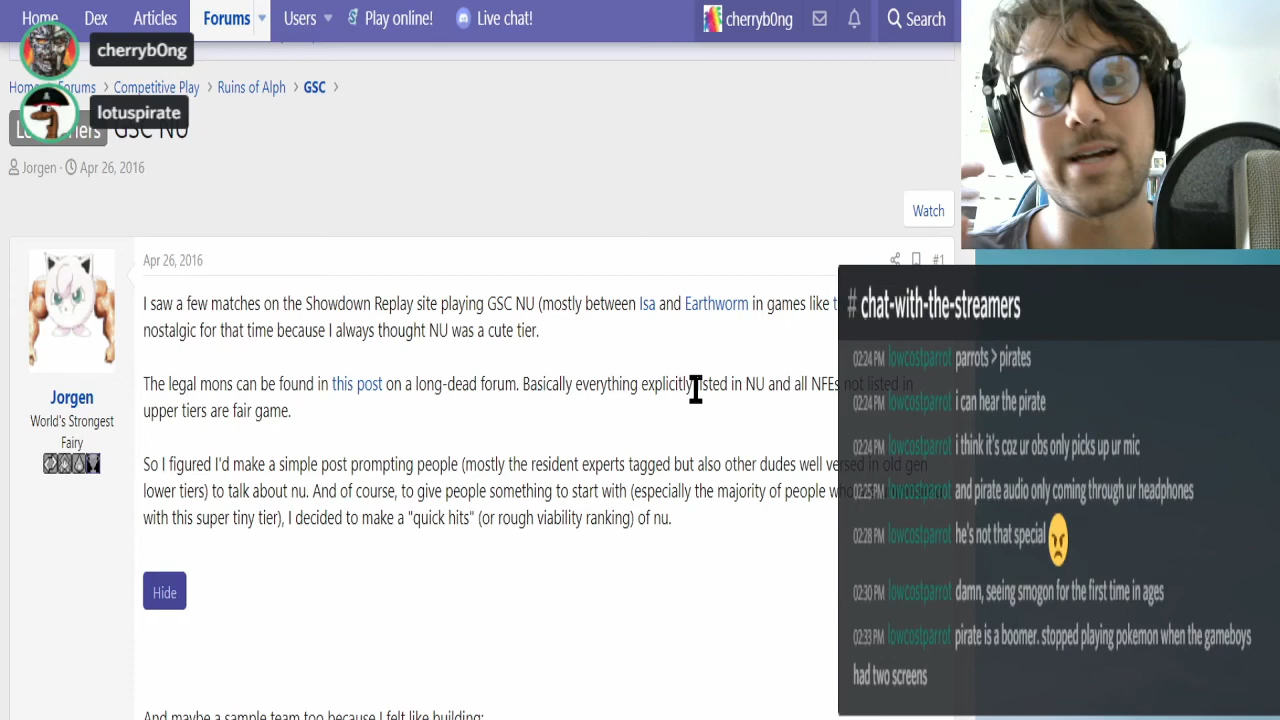 Home Dex Articles Forums Users Play online! Live chat! cherryb0ng Search
cherryb0ng
Competitive Play Ruins of Alph GSC
lotuspirate
GSC NU
Jorgen · Apr 26, 2016
Watch
Apr 26, 2016
#1
I saw a few matches on the Showdown Replay site playing GSC NU (mostly between Isa and Earthworm in games like
nostalgic for that time because I always thought NU was a cute tier.
The legal mons can be found in this post on a long-dead forum. Basically everything explicitly listed in NU and all NFEs not listed in
upper tiers are fair game.
Jorgen
World's Strongest
Fairy
So I figured I'd make a simple post prompting people (mostly the resident experts tagged but also other dudes well versed in old gen
lower tiers) to talk about nu. And of course, to give people something to start with (especially the majority of people
with this super tiny tier), I decided to make a "quick hits" (or rough viability ranking) of nu.
Hide
And maybe a sample team too because I felt like building:
# chat-with-the-streamers
02:24 PM lowcostparrot parrots > pirates
02:24 PM lowcostparrot i can hear the pirate
02:24 PM lowcostparrot i think it's coz ur obs only picks up ur mic
02:25 PM lowcostparrot and pirate audio only coming through ur headphones
02:28 PM lowcostparrot he's not that special 😠
02:30 PM lowcostparrot damn, seeing smogon for the first time in ages
02:33 PM lowcostparrot pirate is a boomer. stopped playing pokemon when the gameboys
had two screens